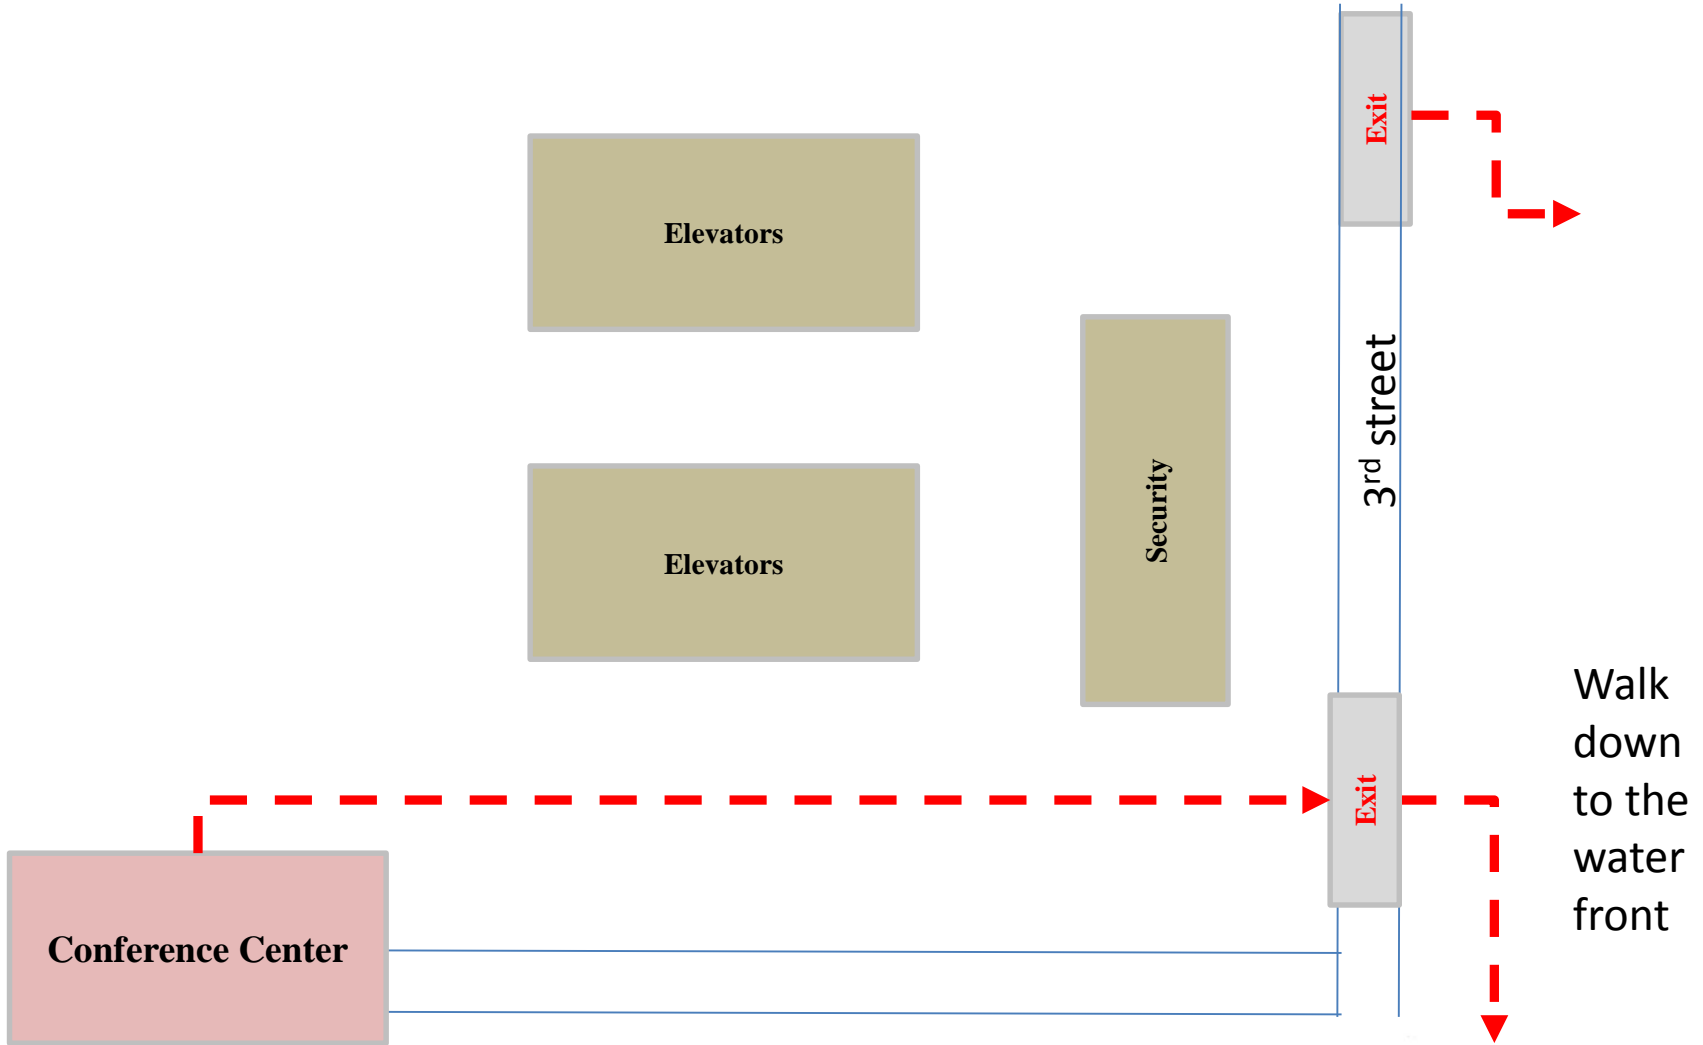 Exit
Elevators
3rd street
Security
Elevators
Walk
down
to the
water
front
Exit
Conference Center